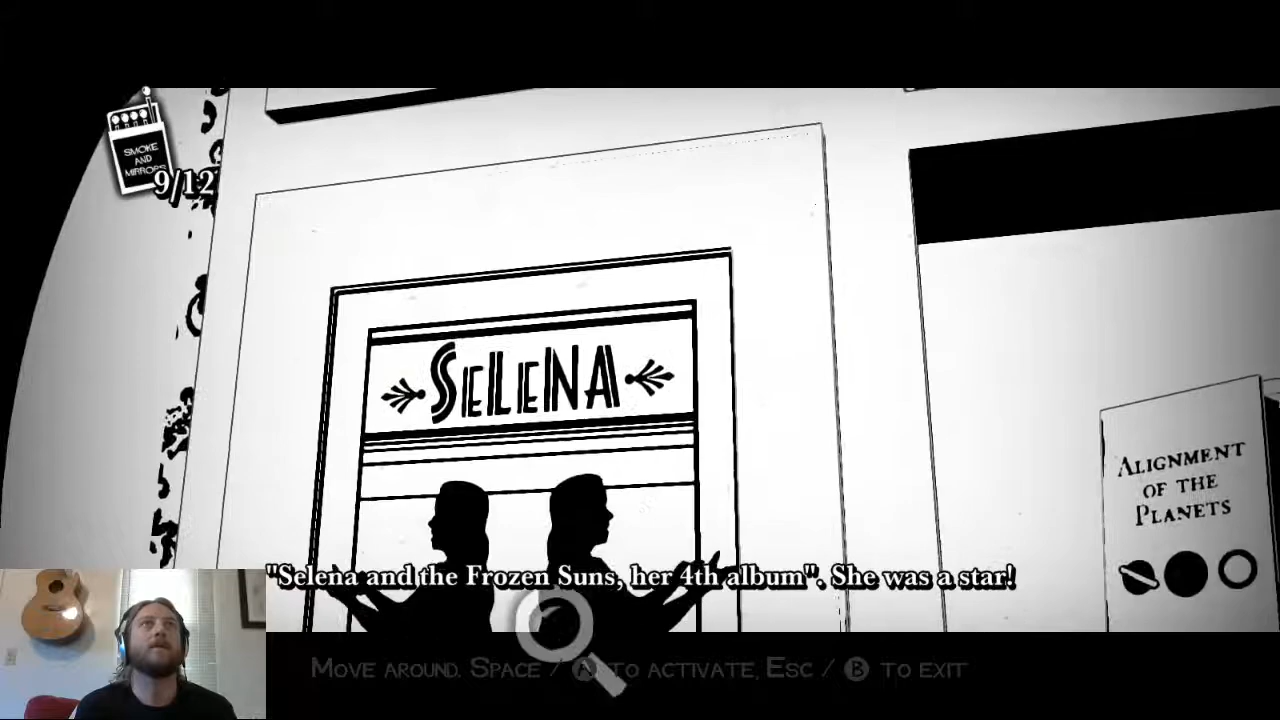 SMOKE
AND
MIRRORS
9/12
SELENA
ALIGNMENT
OF THE
PLANETS
"Selena and the Frozen Suns, her 4th album". She was a star!
MOVE AROUND. SPACE / A TO ACTIVATE, ESC / B TO EXIT